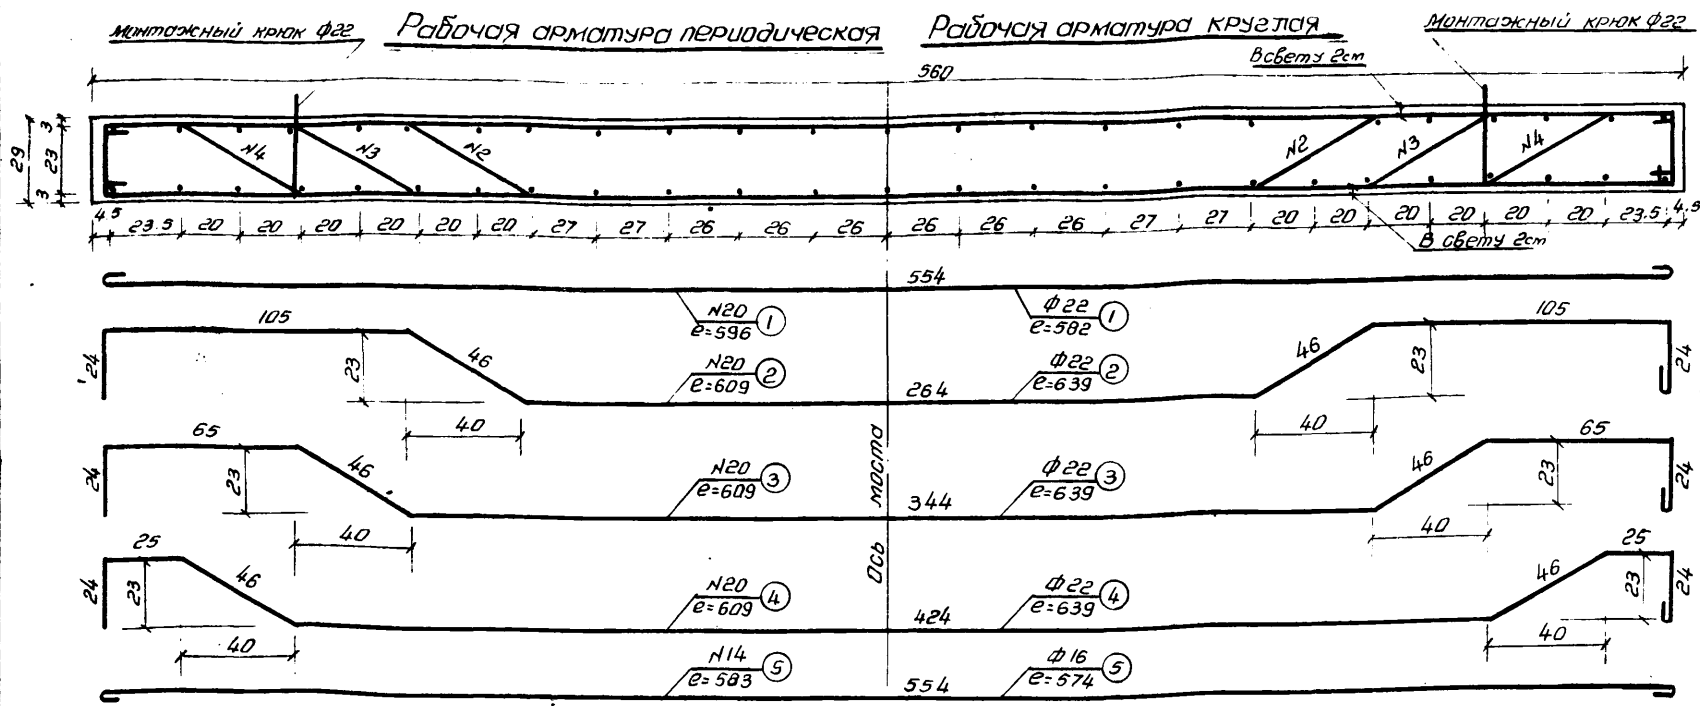 Монтажный крюк ф22
Рабочая арматура периодическая
Рабочая арматура круглая
Монтажный крюк ф22
В свету 2см
560
3
29
23
3
N4
N3
N2
N2
N3
N4
4.5
23.5 20 20 20 20 20 20 27 27 26 26 26 26 26 26 27 27 20 20 20 20 20 20 23.5 4.5
В свету 2см
554
N20
e=596
1
ф22
e=582
1
105
24
23
46
N20
e=609
2
264
ф22
e=639
2
46
23
105
24
40
40
65
24
23
46
N20
e=609
3
344
ф22
e=639
3
46
23
65
24
40
40
Ось моста
25
24
23
46
N20
e=609
4
424
ф22
e=639
4
46
23
25
24
40
40
N14
e=583
5
554
ф16
e=574
5